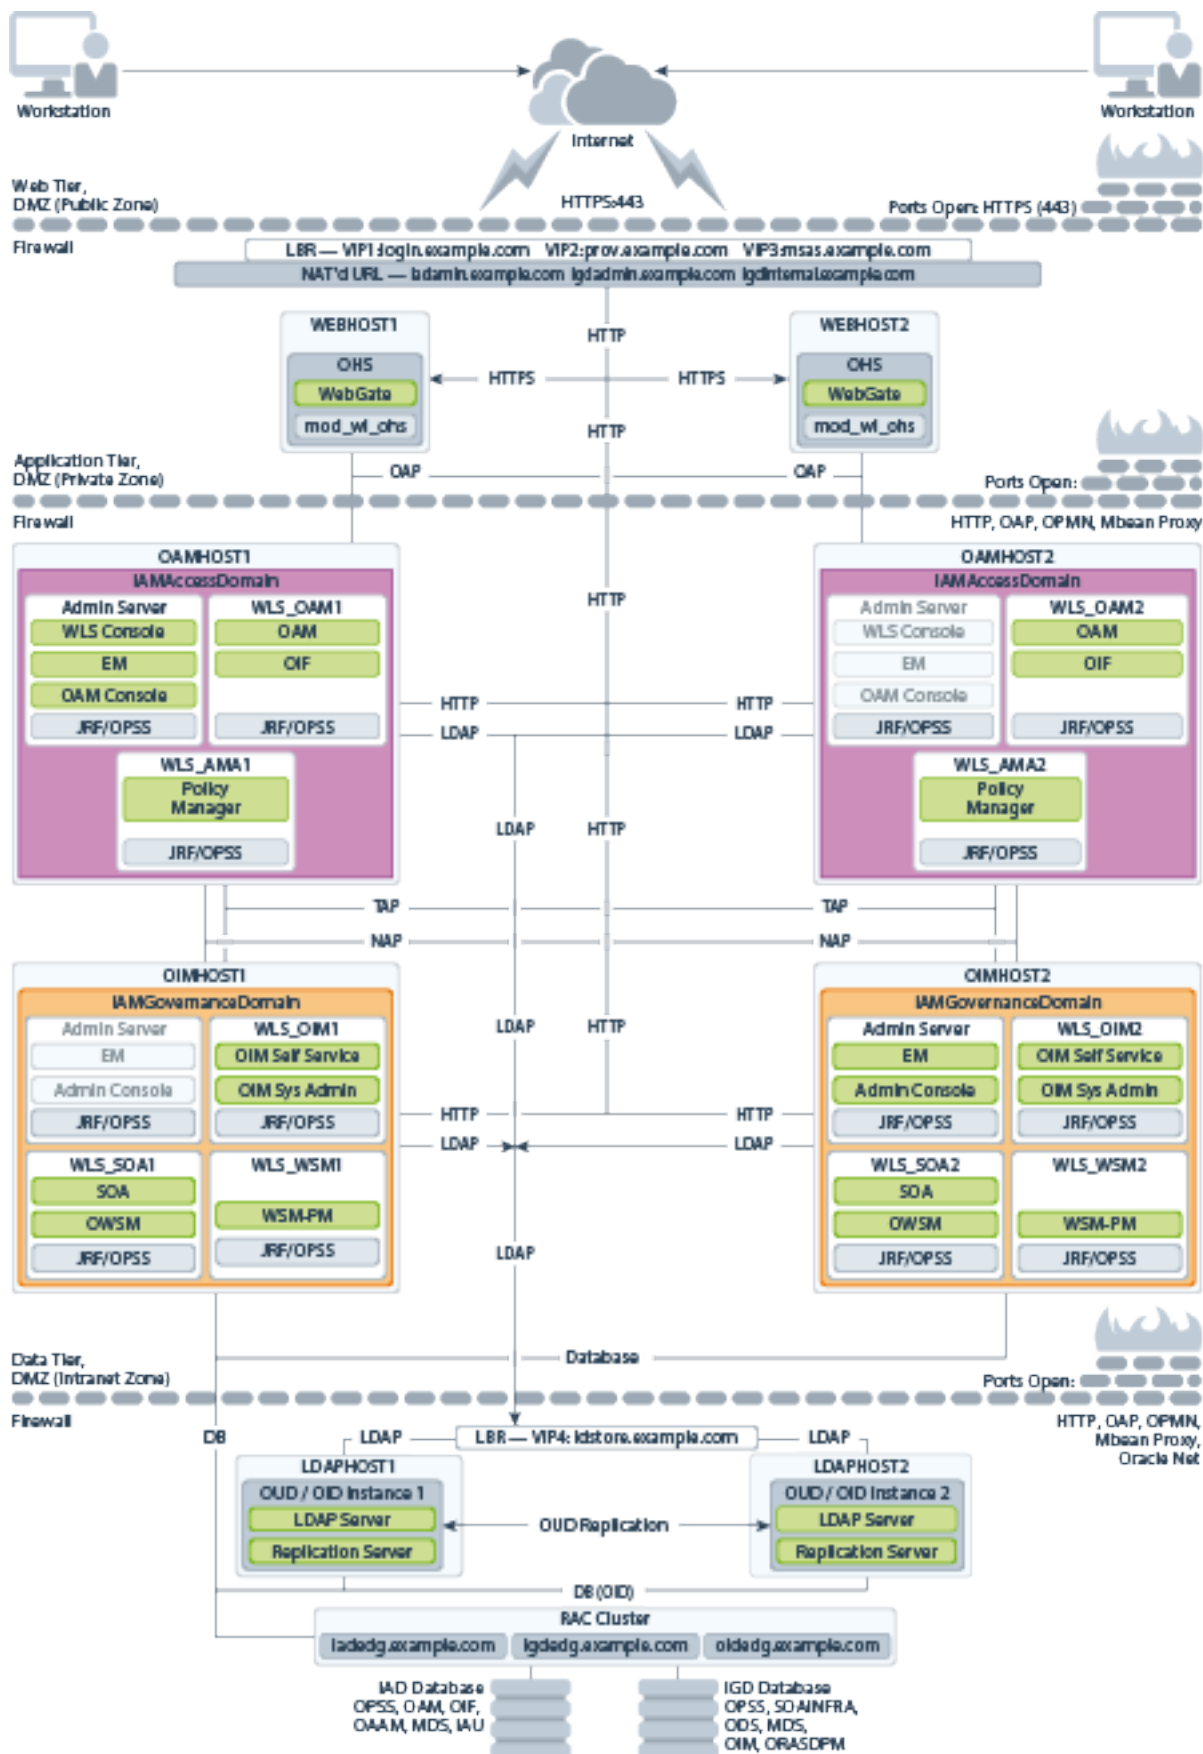 Workstation
Workstation
Internet
Web Tier,
DMZ (Public Zone)
HTTPS:443
Ports Open: HTTPS (443)
Firewall
LBR — VIP1:login.example.com VIP2:prov.example.com VIP3:msas.example.com
NAT'd URL — iadamin.example.com igdadmin.example.com igdinternal.example.com
WEBHOST1
WEBHOST2
HTTP
OHS
OHS
HTTPS
HTTPS
WebGate
WebGate
mod_wl_ohs
mod_wl_ohs
HTTP
Application Tier,
DMZ (Private Zone)
OAP
OAP
Ports Open:
Firewall
HTTP, OAP, OPMN, Mbean Proxy
OAMHOST1
OAMHOST2
IAMAccessDomain
IAMAccessDomain
HTTP
Admin Server
WLS_OAM1
Admin Server
WLS_OAM2
WLS Console
OAM
WLS Console
OAM
EM
OIF
EM
OIF
OAM Console
OAM Console
HTTP
HTTP
JRF/OPSS
JRF/OPSS
JRF/OPSS
JRF/OPSS
LDAP
LDAP
WLS_AMA1
WLS_AMA2
Policy
Manager
Policy
Manager
LDAP
HTTP
JRF/OPSS
JRF/OPSS
TAP
TAP
NAP
NAP
OIMHOST1
OIMHOST2
IAMGovernanceDomain
IAMGovernanceDomain
Admin Server
WLS_OIM1
LDAP
HTTP
Admin Server
WLS_OIM2
EM
OIM Self Service
EM
OIM Self Service
Admin Console
OIM Sys Admin
Admin Console
OIM Sys Admin
HTTP
HTTP
JRF/OPSS
JRF/OPSS
JRF/OPSS
JRF/OPSS
LDAP
LDAP
WLS_SOA1
WLS_WSM1
WLS_SOA2
WLS_WSM2
SOA
SOA
OWSM
WSM-PM
OWSM
WSM-PM
JRF/OPSS
JRF/OPSS
LDAP
JRF/OPSS
JRF/OPSS
Data Tier,
DMZ (Intranet Zone)
Database
Ports Open:
Firewall
HTTP, OAP, OPMN,
Mbean Proxy,
Oracle Net
DB
LDAP
LBR — VIP4: idstore.example.com
LDAP
LDAPHOST1
LDAPHOST2
OUD / OID Instance 1
OUD / OID Instance 2
LDAP Server
OUD Replication
LDAP Server
Replication Server
Replication Server
DB (OID)
RAC Cluster
iadedg.example.com
igdedg.example.com
oidedg.example.com
IAD Database
OPSS, OAM, OIF,
OAAM, MDS, IAU
IGD Database
OPSS, SOAINFRA,
ODS, MDS,
OIM, ORASDPM